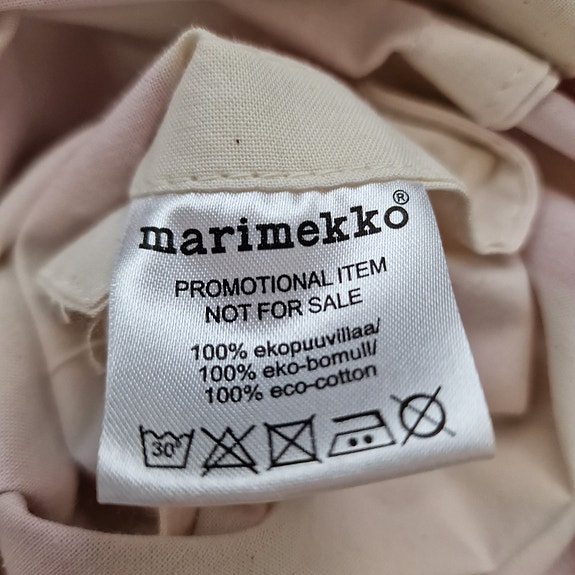 marimekko®
PROMOTIONAL ITEM
NOT FOR SALE
100% ekopuuvillaa/
100% eko-bomull/
100% eco-cotton
30°